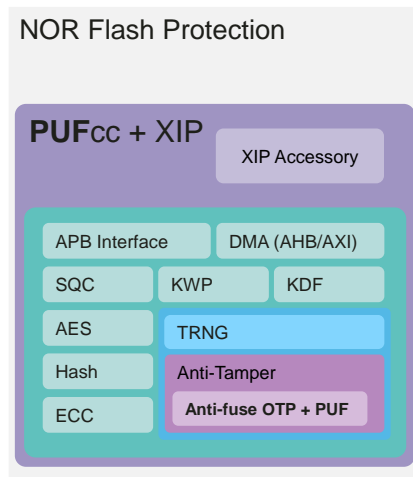 NOR Flash Protection
PUFcc + XIP
XIP Accessory
APB Interface
DMA (AHB/AXI)
SQC
KWP
KDF
AES
TRNG
Hash
Anti-Tamper
ECC
Anti-fuse OTP + PUF